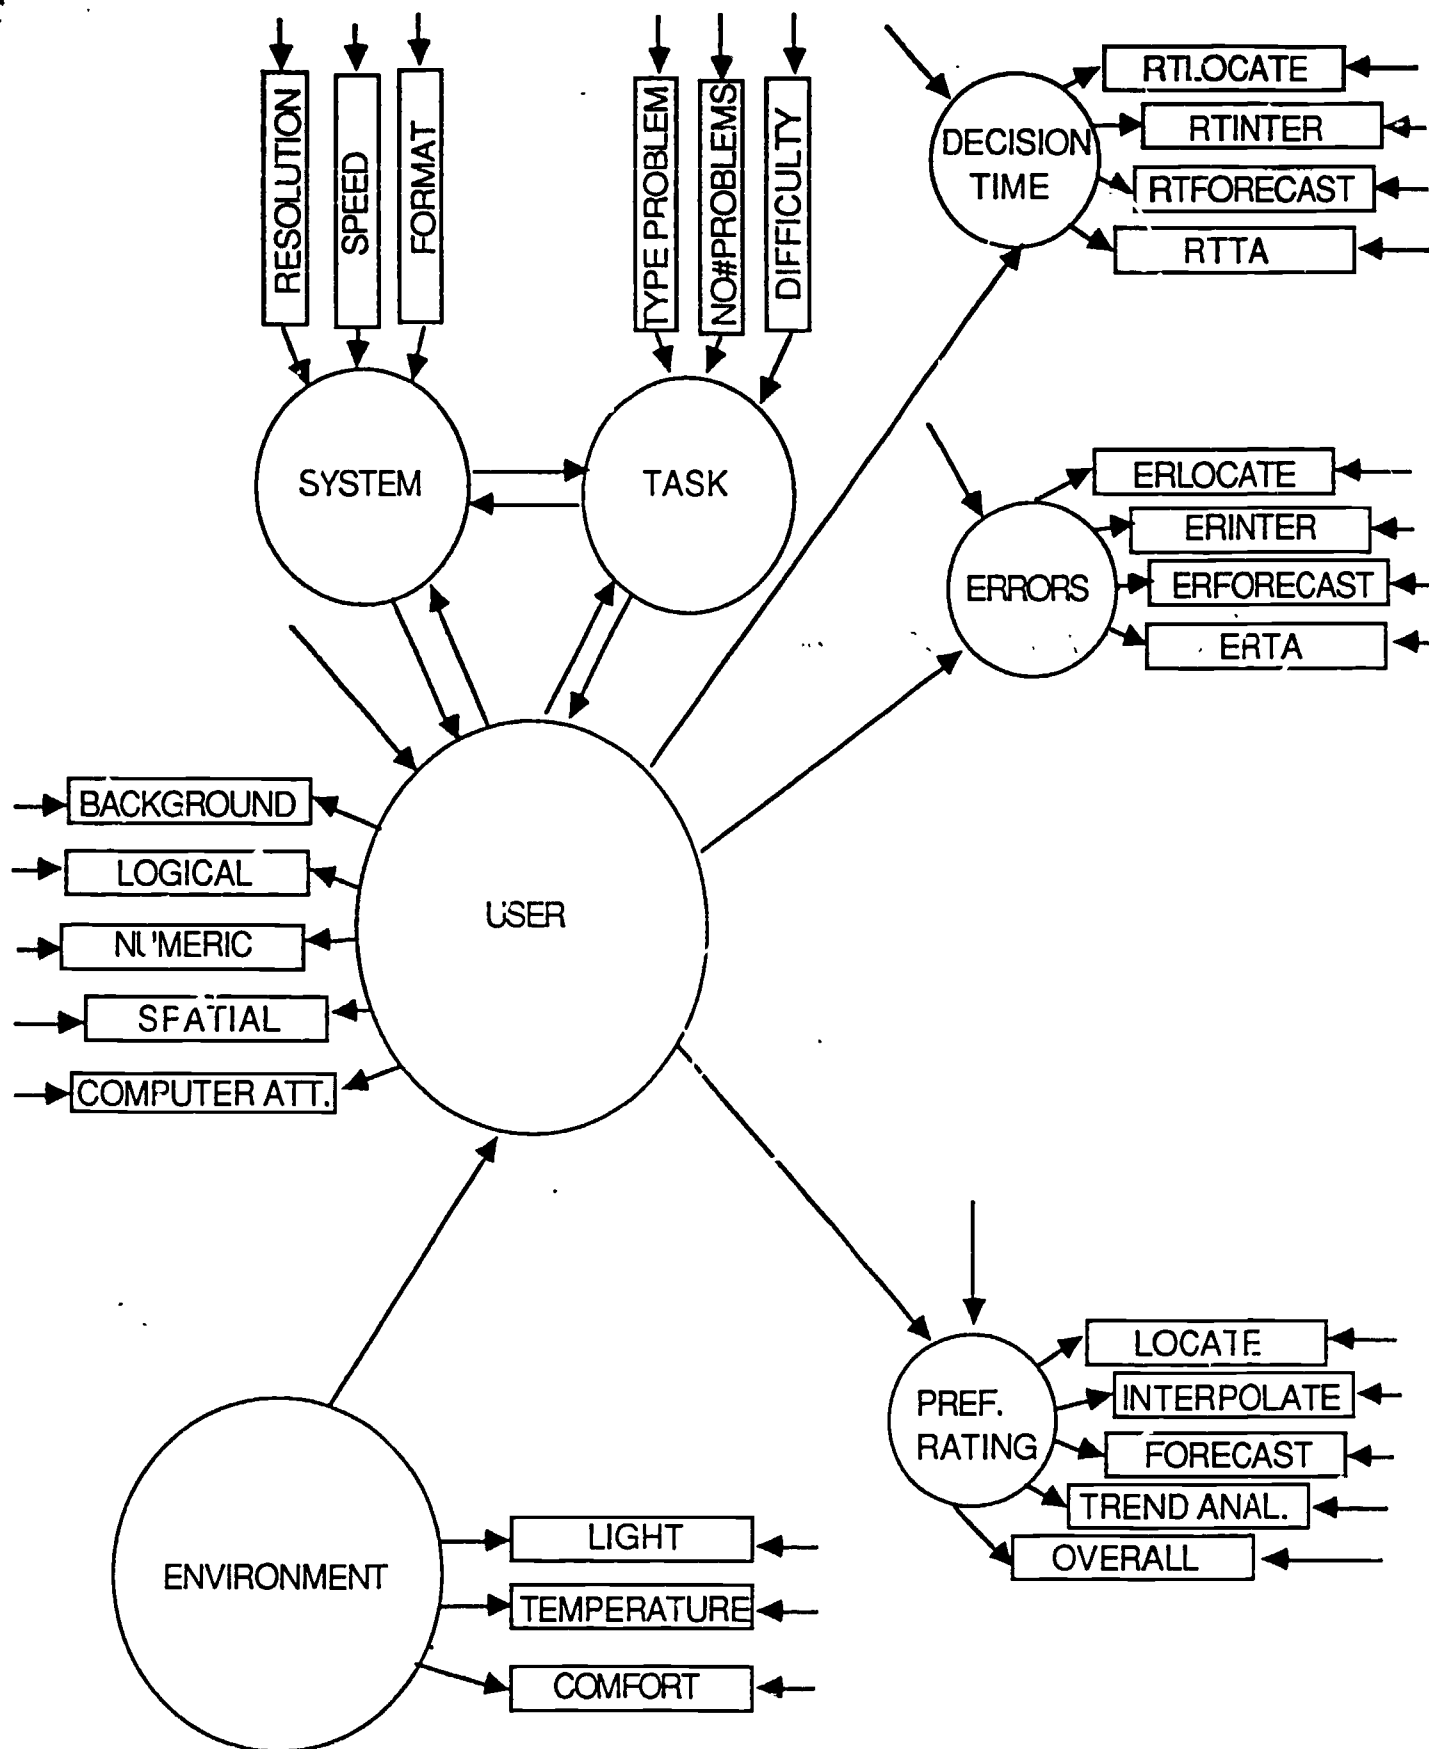 RESOLUTION
SPEED
FORMAT
TYPE PROBLEM
NO#PROBLEMS
DIFFICULTY
SYSTEM
TASK
DECISION
TIME
RTLOCATE
RTINTER
RTFORECAST
RTTA
ERRORS
ERLOCATE
ERINTER
ERFORECAST
ERTA
BACKGROUND
LOGICAL
NUMERIC
SPATIAL
COMPUTER ATT.
USER
PREF.
RATING
LOCATE
INTERPOLATE
FORECAST
TREND ANAL.
OVERALL
ENVIRONMENT
LIGHT
TEMPERATURE
COMFORT